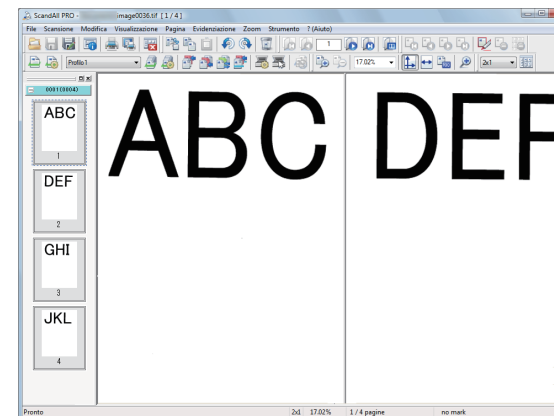 ScandAll PRO - image0036.tif [ 1 / 4 ]
File Scansione Modifica Visualizzazione Pagina Evidenziazione Zoom Strumento ? (Aiuto)
1
Profilo1 17.02% 2x1
0001(0004)
ABC
1
DEF
2
GHI
3
JKL
4
ABC DEF
Pronto 2x1 17.02% 1 / 4 pagine no mark